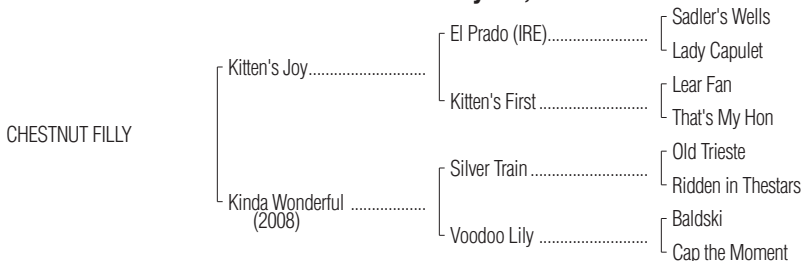 Sadler's Wells
El Prado (IRE)
Lady Capulet
Kitten's Joy
Lear Fan
Kitten's First
That's My Hon
CHESTNUT FILLY
Old Trieste
Silver Train
Ridden in Thestars
Kinda Wonderful
(2008)
Baldski
Voodoo Lily
Cap the Moment